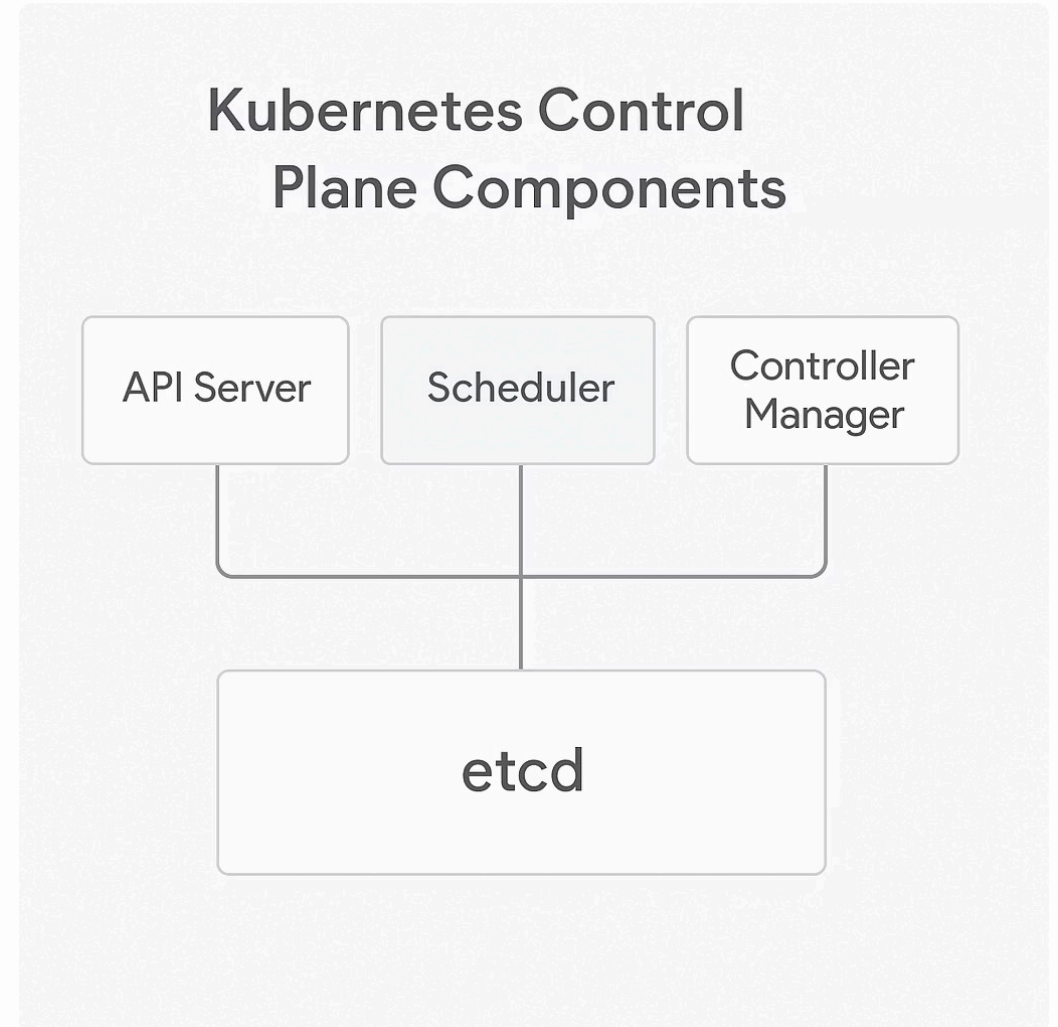 Kubernetes Control
Plane Components
API Server
Scheduler
Controller
Manager
etcd